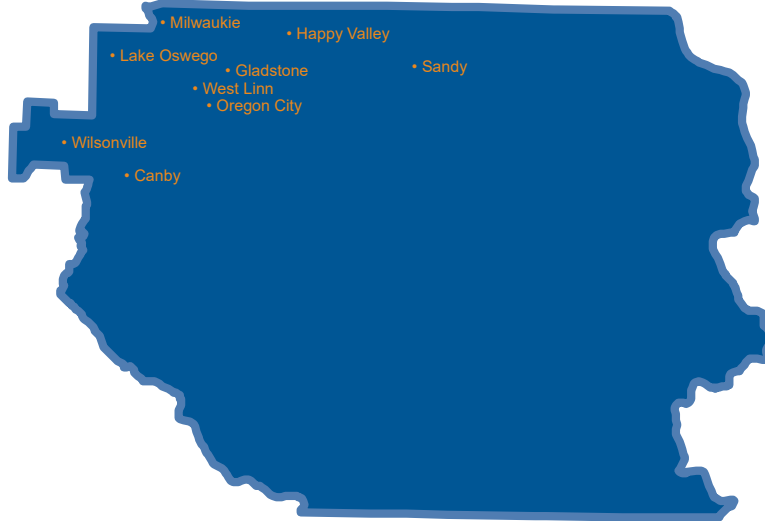 • Milwaukie
• Happy Valley
• Lake Oswego
• Sandy
• Gladstone
• West Linn
• Oregon City
• Wilsonville
• Canby